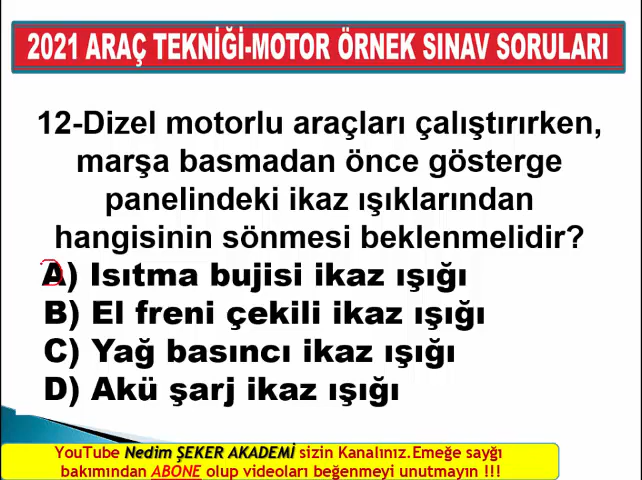 2021 ARAÇ TEKNİĞİ-MOTOR ÖRNEK SINAV SORULARI
12-Dizel motorlu araçları çalıştırırken,
marşa basmadan önce gösterge
panelindeki ikaz ışıklarından
hangisinin sönmesi beklenmelidir?
A) Isıtma bujisi ikaz ışığı
B) El freni çekili ikaz ışığı
C) Yağ basıncı ikaz ışığı
D) Akü şarj ikaz ışığı
YouTube Nedim ŞEKER AKADEMİ sizin Kanalınız.Emeğe saygı
bakımından ABONE olup videoları beğenmeyi unutmayın !!!